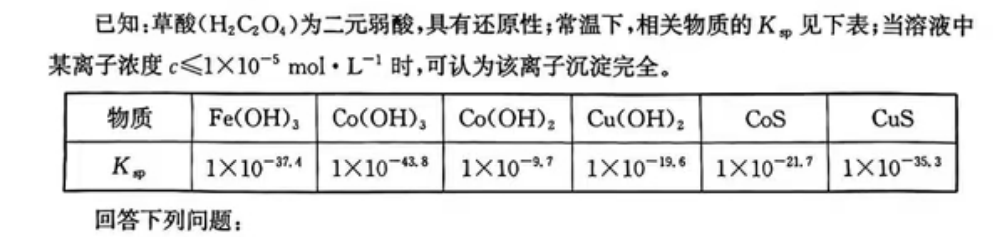 已知:草酸(H₂C₂O₄)为二元弱酸,具有还原性;常温下,相关物质的 Kₛₚ 见下表;当溶液中
某离子浓度 c≤1×10⁻⁵ mol·L⁻¹ 时,可认为该离子沉淀完全。
物质 Fe(OH)₃ Co(OH)₃ Co(OH)₂ Cu(OH)₂ CoS CuS
Kₛₚ 1×10⁻³⁷·⁴ 1×10⁻⁴³·⁸ 1×10⁻⁹·⁷ 1×10⁻¹⁹·⁶ 1×10⁻²¹·⁷ 1×10⁻³⁵·³
回答下列问题: